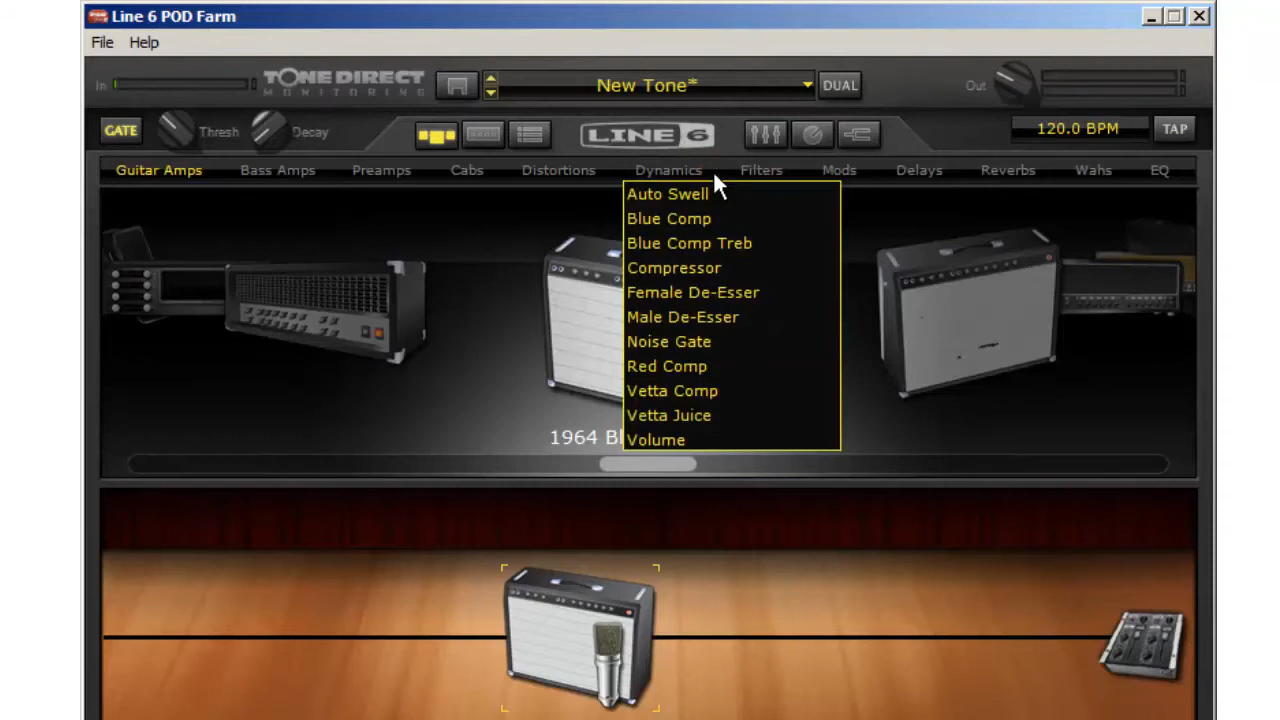 Line 6 POD Farm
File Help
In TONE DIRECT MONITORING New Tone* DUAL Out
GATE Thresh Decay LINE 6 120.0 BPM TAP
Guitar Amps Bass Amps Preamps Cabs Distortions Dynamics Filters Mods Delays Reverbs Wahs EQ
Auto Swell
Blue Comp
Blue Comp Treb
Compressor
Female De-Esser
Male De-Esser
Noise Gate
Red Comp
Vetta Comp
Vetta Juice
Volume
1964